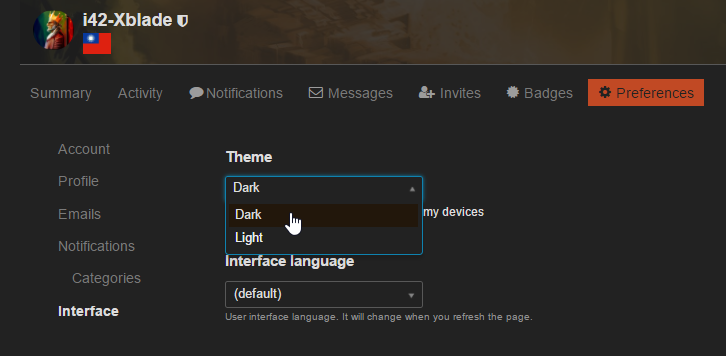 i42-Xblade
Summary Activity Notifications Messages Invites Badges Preferences
Account
Profile
Emails
Notifications
Categories
Interface
Theme
Dark
Dark
Light
my devices
Interface language
(default)
User interface language. It will change when you refresh the page.